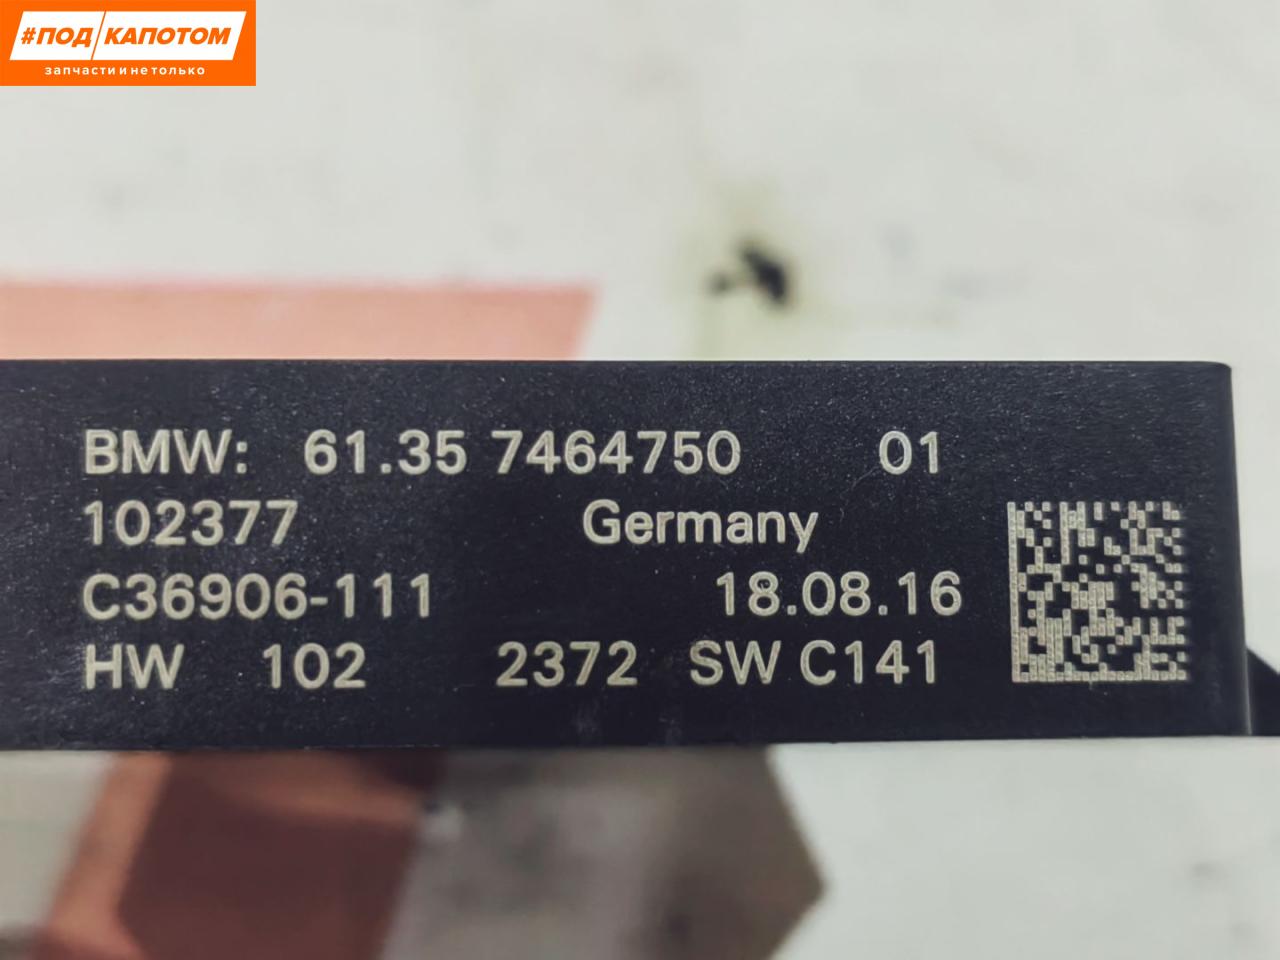 #ПОД КАПОТОМ
запчасти и не только
BMW: 61.35 7464750 01
102377 Germany
C36906-111 18.08.16
HW 102 2372 SW C141